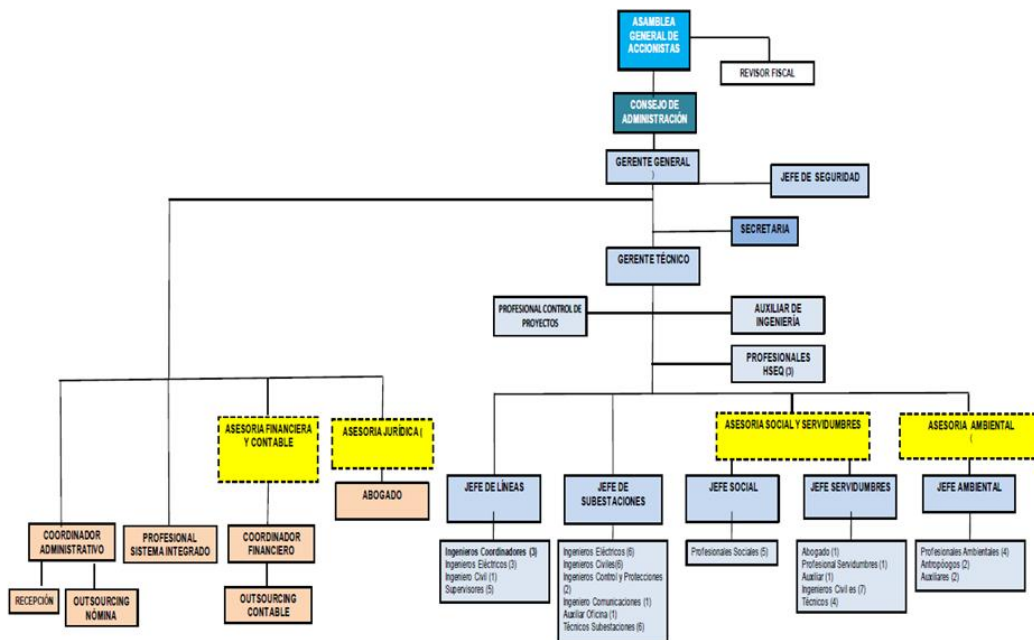 ASAMBLEA
GENERAL DE
ACCIONISTAS
REVISOR FISCAL
CONSEJO DE
ADMINISTRACIÓN
GERENTE GENERAL
)
JEFE DE SEGURIDAD
SECRETARIA
GERENTE TÉCNICO
PROFESIONAL CONTROL DE
PROYECTOS
AUXILIAR DE
INGENIERÍA
PROFESIONALES
HSEQ (3)
ASESORIA FINANCIERA
Y CONTABLE
ASESORIA JURÍDICA (
ASESORIA SOCIAL Y SERVIDUMBRES
ASESORIA AMBIENTAL
(
ABOGADO
JEFE DE LÍNEAS
JEFE DE
SUBESTACIONES
JEFE SOCIAL
JEFE SERVIDUMBRES
JEFE AMBIENTAL
COORDINADOR
ADMINISTRATIVO
PROFESIONAL
SISTEMA INTEGRADO
COORDINADOR
FINANCIERO
RECEPCIÓN
OUTSOURCING
NÓMINA
OUTSOURCING
CONTABLE
Ingenieros Coordinadores (3)
Ingenieros Eléctricos (3)
Ingeniero Civil (1)
Supervisores (5)
Ingenieros Eléctricos (6)
Ingenieros Civiles(6)
Ingenieros Control y Protecciones
(2)
Ingeniero Comunicaciones (1)
Auxiliar Oficina (1)
Técnicos Subestaciones (6)
Profesionales Sociales (5)
Abogado (1)
Profesional Servidumbres (1)
Auxiliar (1)
Ingenieros Civil es (7)
Técnicos (4)
Profesionales Ambientales (4)
Antropóogos (2)
Auxiliares (2)